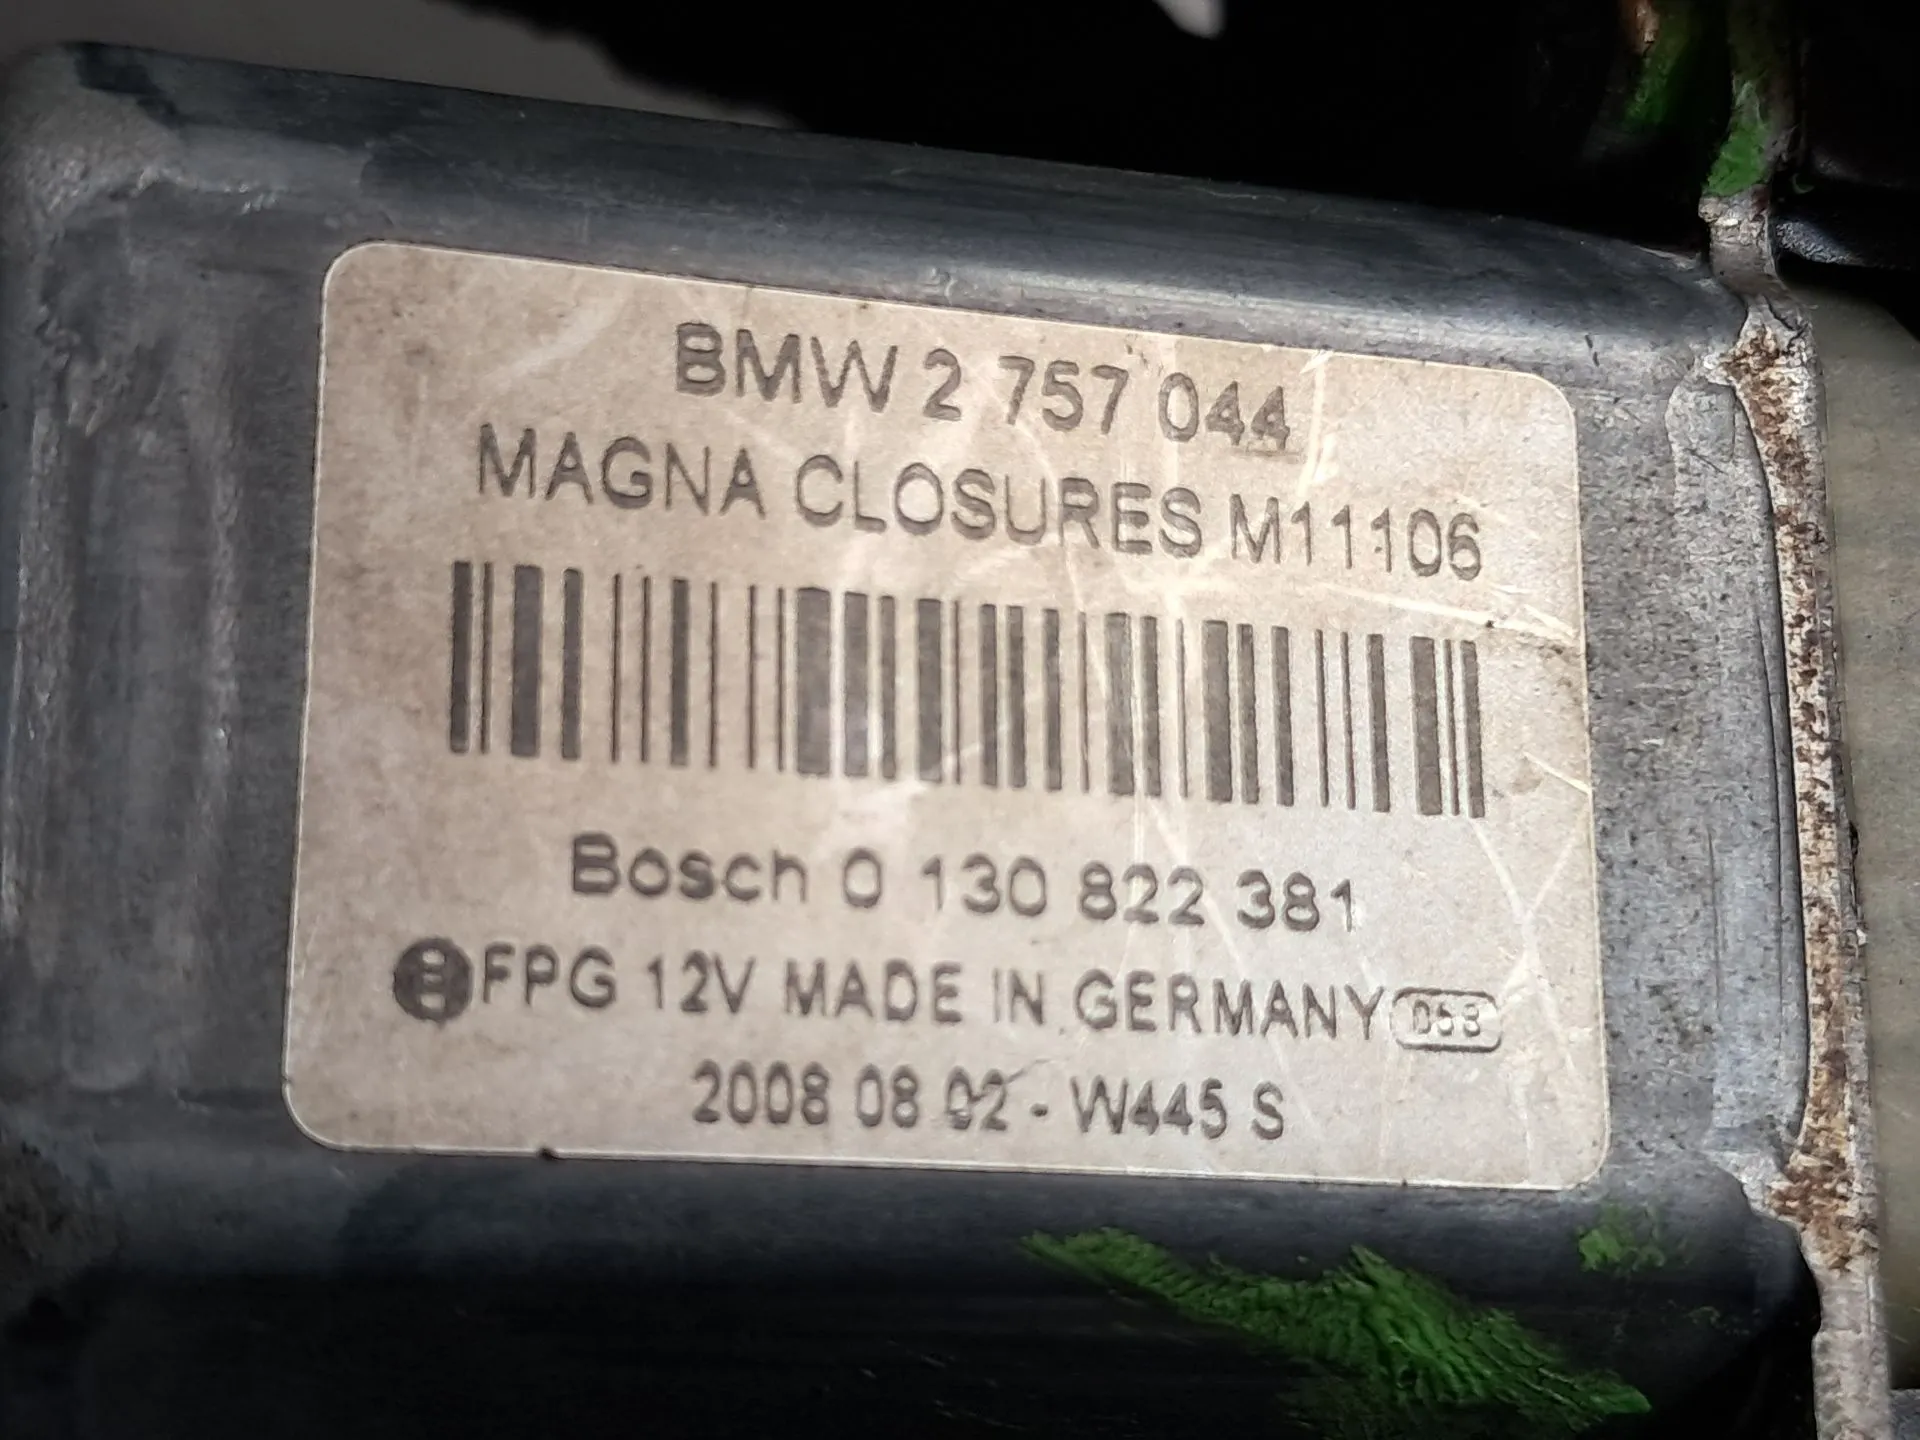 BMW 2 757 044
MAGNA CLOSURES M11106
Bosch 0 130 822 381
FPG 12V MADE IN GERMANY 053
2008 08 02 - W445 S